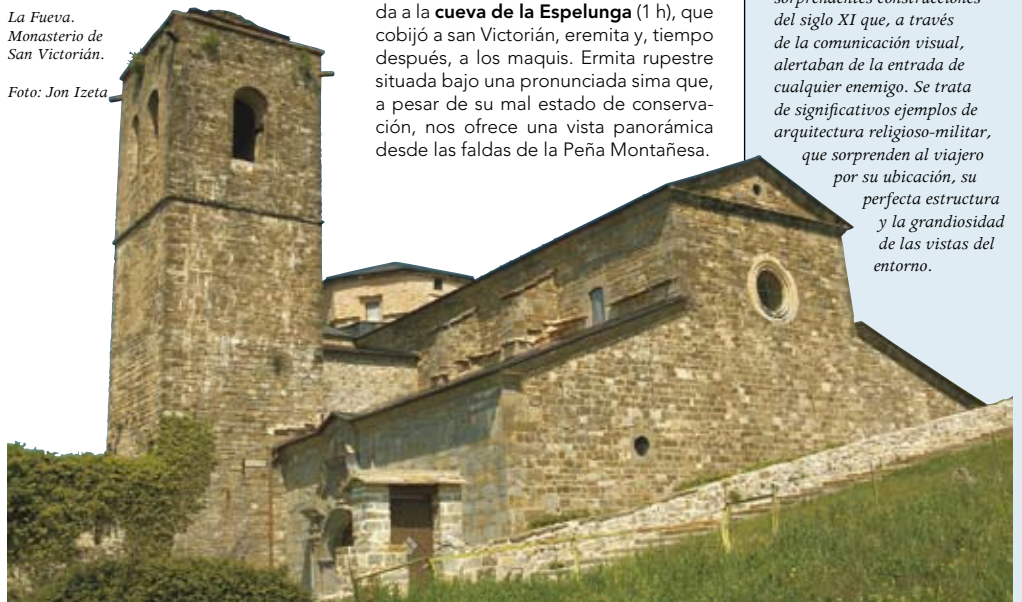 La Fueva.
Monasterio de
San Victorián.
Foto: Jon Izeta
da a la cueva de la Espelunga (1 h), que
cobijó a san Victorián, eremita y, tiempo
después, a los maquis. Ermita rupestre
situada bajo una pronunciada sima que,
a pesar de su mal estado de conserva-
ción, nos ofrece una vista panorámica
desde las faldas de la Peña Montañesa.
sorprendentes construcciones
del siglo XI que, a través
de la comunicación visual,
alertaban de la entrada de
cualquier enemigo. Se trata
de significativos ejemplos de
arquitectura religioso-militar,
que sorprenden al viajero
por su ubicación, su
perfecta estructura
y la grandiosidad
de las vistas del
entorno.